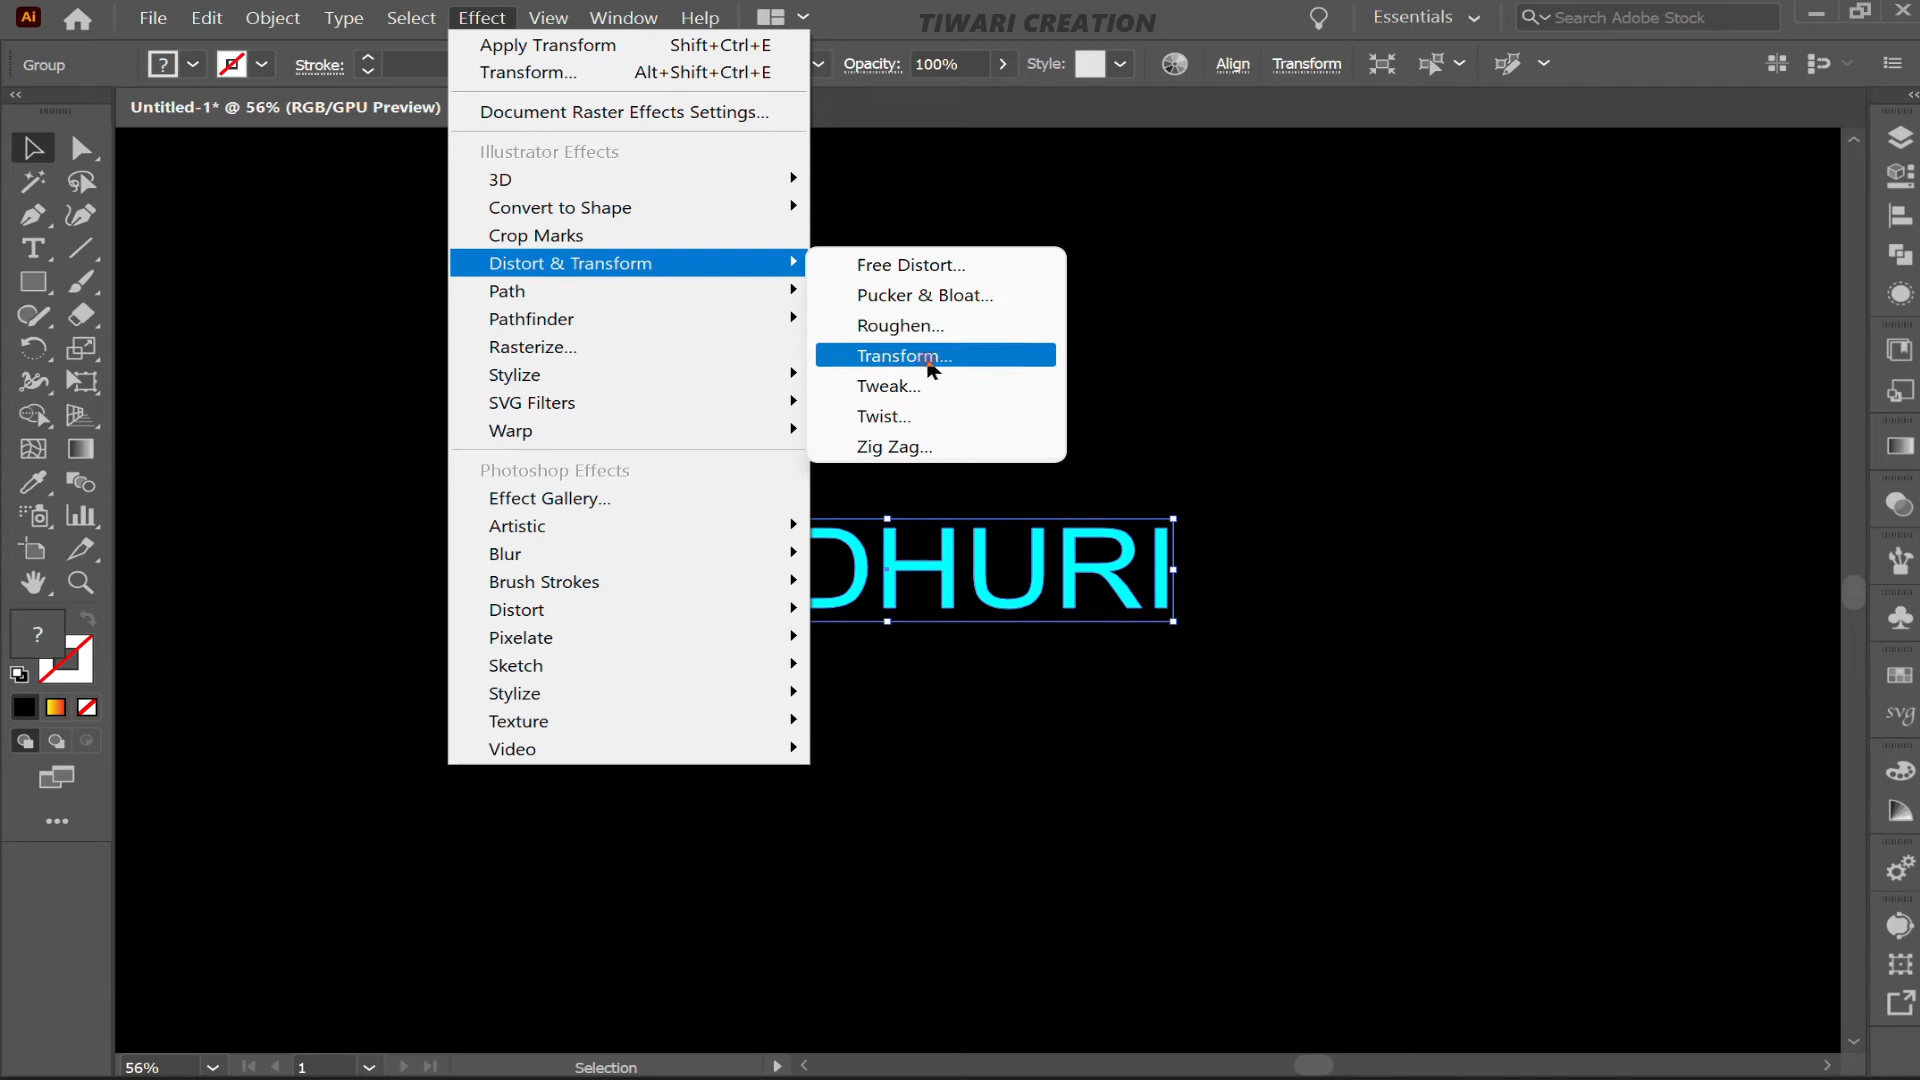 Ai File Edit Object Type Select Effect View Window Help TIWARI CREATION Essentials Search Adobe Stock
Group ? Stroke: Opacity: 100% Style: Align Transform
Untitled-1* @ 56% (RGB/GPU Preview)
Apply Transform Shift+Ctrl+E
Transform... Alt+Shift+Ctrl+E
Document Raster Effects Settings...
Illustrator Effects
3D
Convert to Shape
Crop Marks
Distort & Transform
Path
Pathfinder
Rasterize...
Stylize
SVG Filters
Warp
Photoshop Effects
Effect Gallery...
Artistic
Blur
Brush Strokes
Distort
Pixelate
Sketch
Stylize
Texture
Video
Free Distort...
Pucker & Bloat...
Roughen...
Transform...
Tweak...
Twist...
Zig Zag...
DHURI
T
?
svg
56% 1 Selection